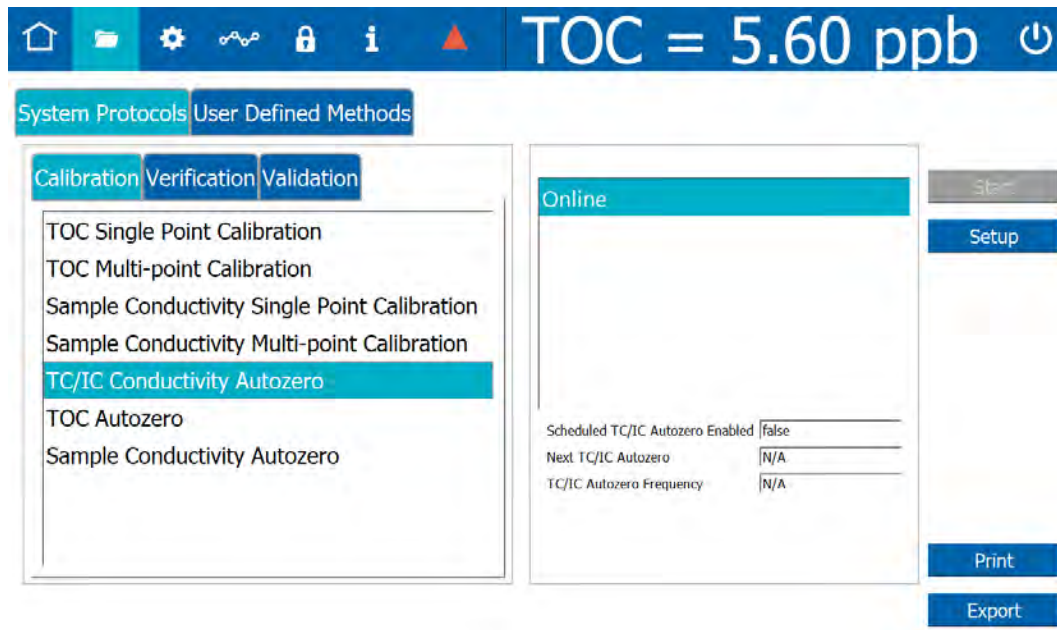 TOC = 5.60 ppb
System Protocols User Defined Methods
Calibration Verification Validation
TOC Single Point Calibration
TOC Multi-point Calibration
Sample Conductivity Single Point Calibration
Sample Conductivity Multi-point Calibration
TC/IC Conductivity Autozero
TOC Autozero
Sample Conductivity Autozero
Online
Scheduled TC/IC Autozero Enabled false
Next TC/IC Autozero N/A
TC/IC Autozero Frequency N/A
Start
Setup
Print
Export